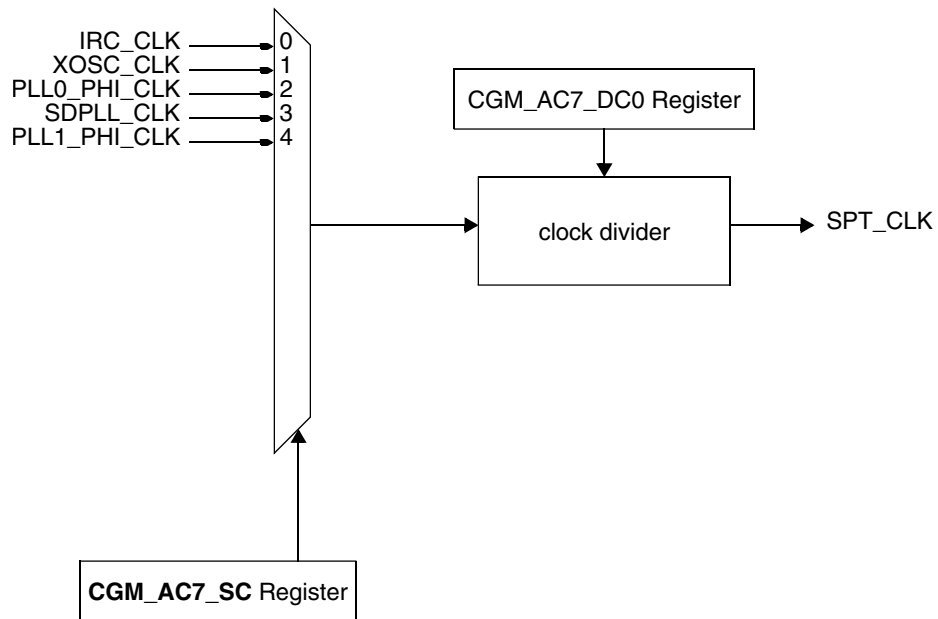 IRC_CLK 0
XOSC_CLK 1
PLL0_PHI_CLK 2
SDPLL_CLK 3
PLL1_PHI_CLK 4
CGM_AC7_DC0 Register
clock divider
SPT_CLK
CGM_AC7_SC Register